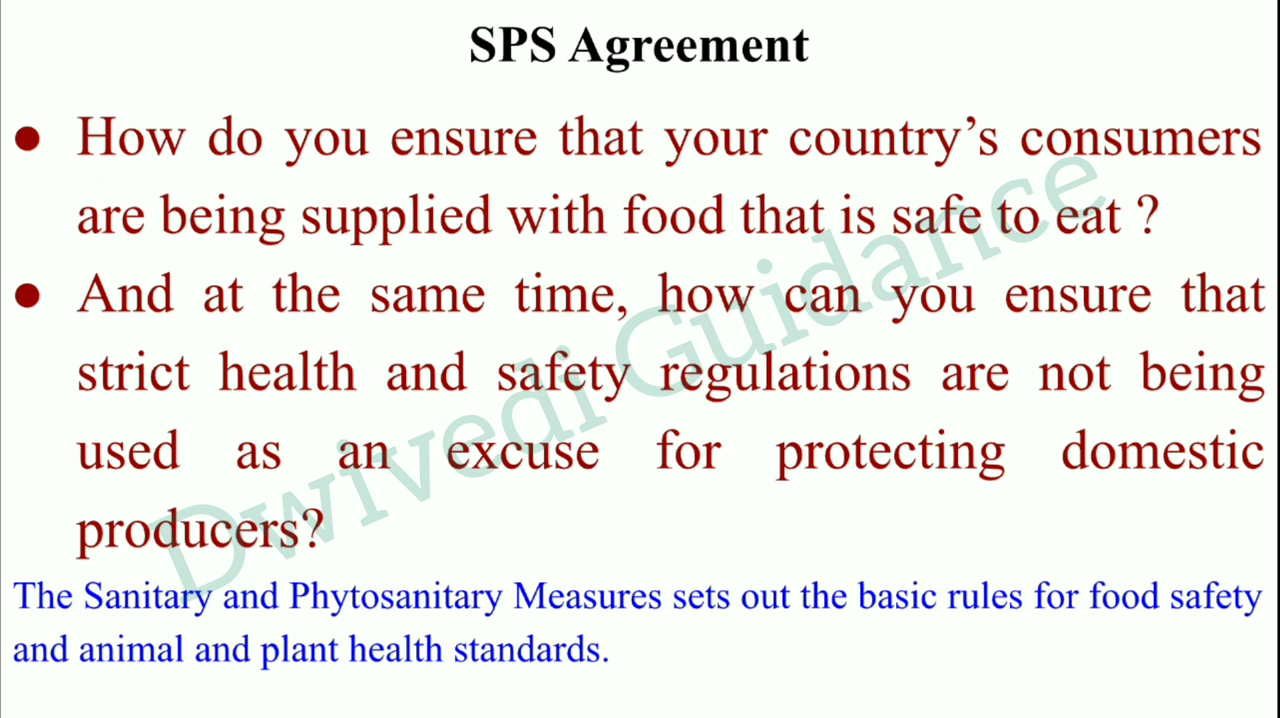 SPS Agreement
● How do you ensure that your country’s consumers
are being supplied with food that is safe to eat ?
● And at the same time, how can you ensure that
strict health and safety regulations are not being
used as an excuse for protecting domestic
producers?
The Sanitary and Phytosanitary Measures sets out the basic rules for food safety
and animal and plant health standards.
Dwivedi Guidance